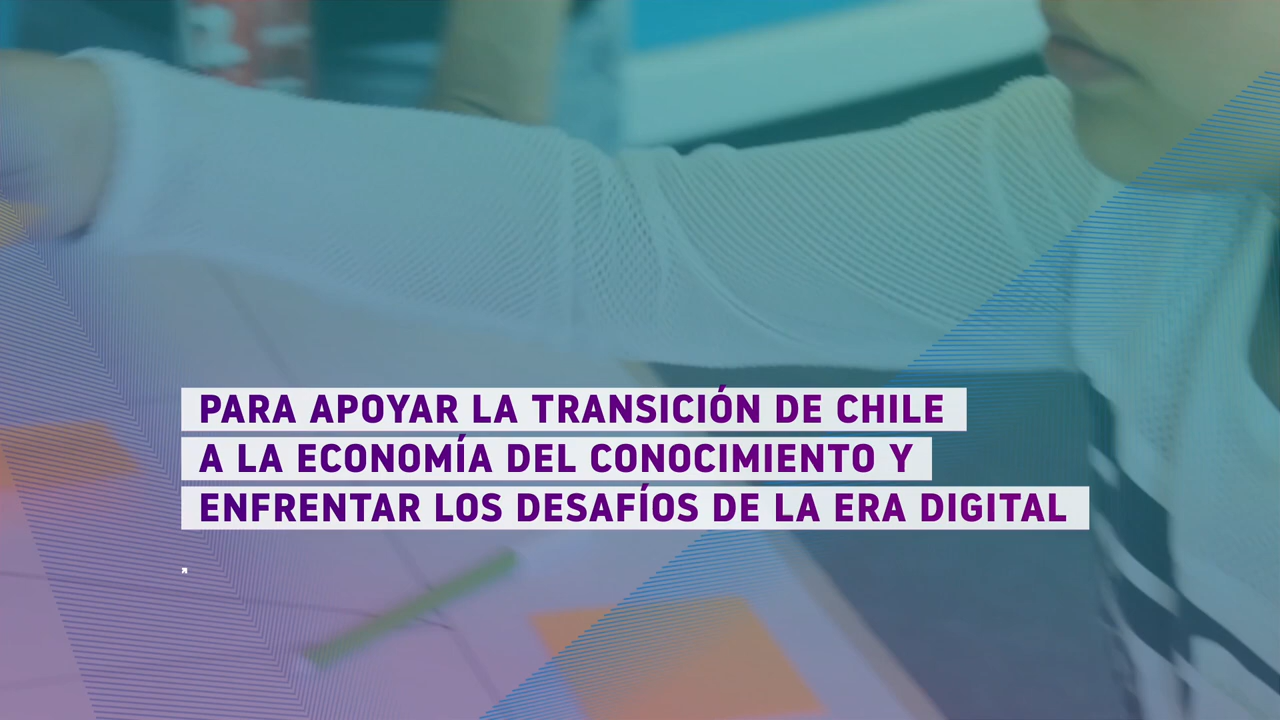 PARA APOYAR LA TRANSICIÓN DE CHILE
A LA ECONOMÍA DEL CONOCIMIENTO Y
ENFRENTAR LOS DESAFÍOS DE LA ERA DIGITAL